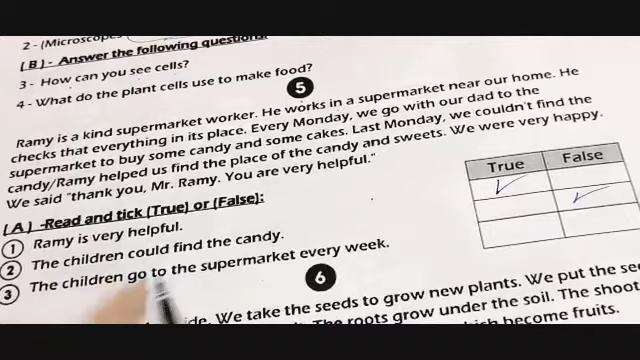 2 - (Microscopes
( B ) - Answer the following questions:
3 - How can you see cells?
4 - What do the plant cells use to make food?
5
Ramy is a kind supermarket worker. He works in a supermarket near our home. He
checks that everything in its place. Every Monday, we go with our dad to the
supermarket to buy some candy and some cakes. Last Monday, we couldn't find the
candy/Ramy helped us find the place of the candy and sweets. We were very happy.
We said "thank you, Mr. Ramy. You are very helpful."
True False
( A ) -Read and tick (True) or (False):
1 Ramy is very helpful.
2 The children could find the candy.
3 The children go to the supermarket every week.
6
We take the seeds to grow new plants. We put the
The roots grow under the soil. The shoot
which become fruits.